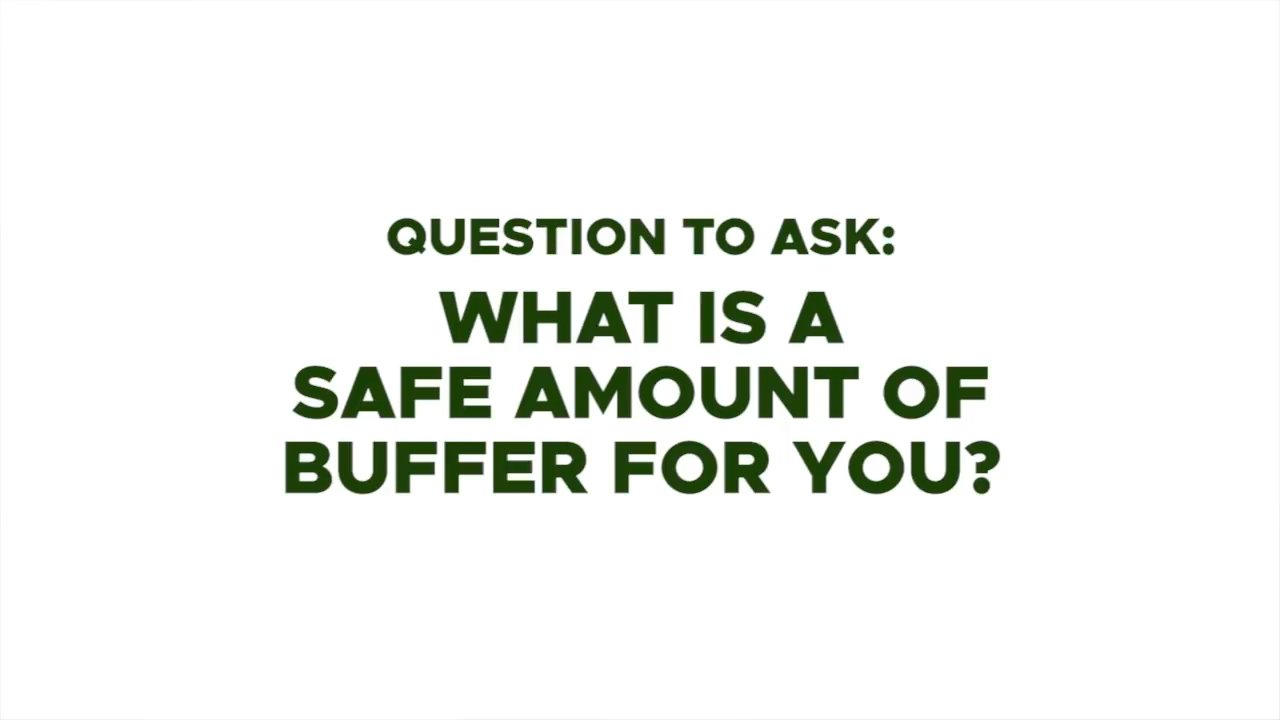 QUESTION TO ASK:
WHAT IS A
SAFE AMOUNT OF
BUFFER FOR YOU?